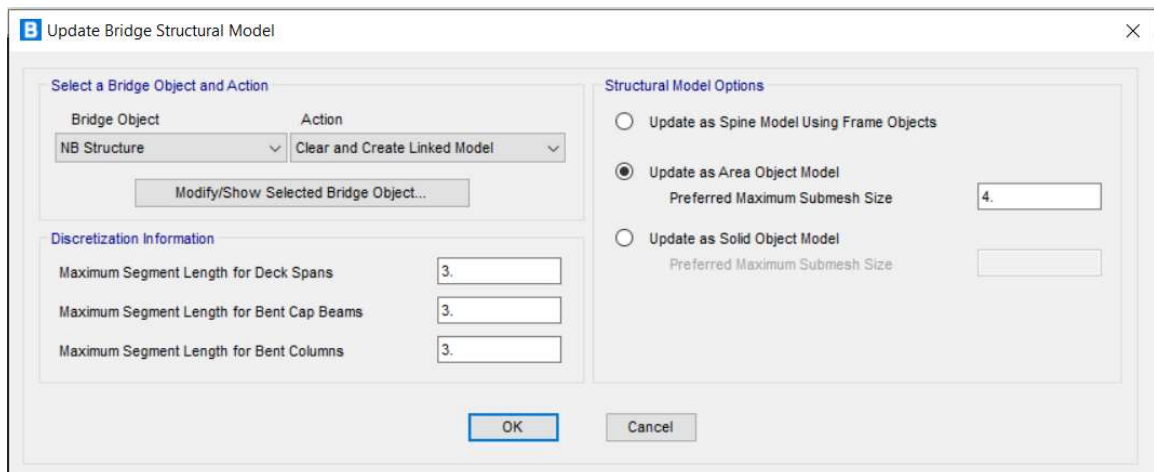 B Update Bridge Structural Model
Select a Bridge Object and Action
Bridge Object Action
NB Structure Clear and Create Linked Model
Modify/Show Selected Bridge Object...
Discretization Information
Maximum Segment Length for Deck Spans 3.
Maximum Segment Length for Bent Cap Beams 3.
Maximum Segment Length for Bent Columns 3.
Structural Model Options
Update as Spine Model Using Frame Objects
Update as Area Object Model
Preferred Maximum Submesh Size 4.
Update as Solid Object Model
Preferred Maximum Submesh Size
OK Cancel